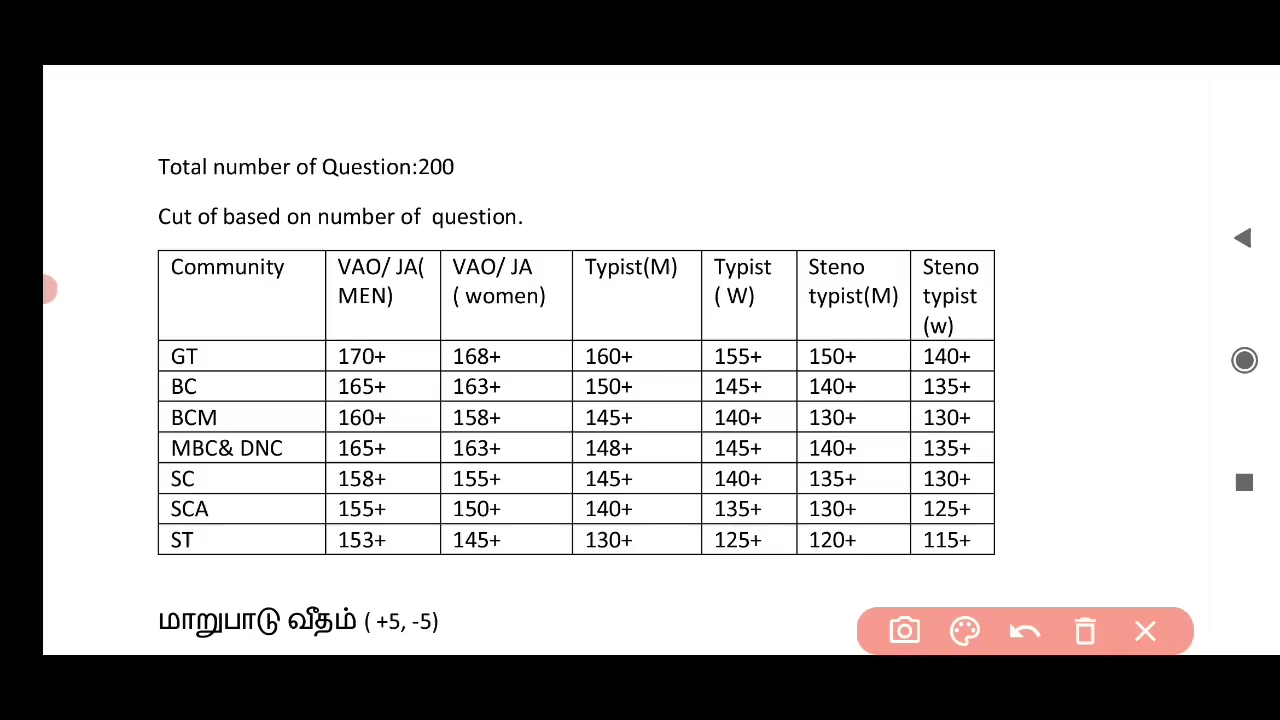 Total number of Question:200
Cut of based on number of question.
Community VAO/ JA( MEN) VAO/ JA ( women) Typist(M) Typist ( W) Steno typist(M) Steno typist (w)
GT 170+ 168+ 160+ 155+ 150+ 140+
BC 165+ 163+ 150+ 145+ 140+ 135+
BCM 160+ 158+ 145+ 140+ 130+ 130+
MBC& DNC 165+ 163+ 148+ 145+ 140+ 135+
SC 158+ 155+ 145+ 140+ 135+ 130+
SCA 155+ 150+ 140+ 135+ 130+ 125+
ST 153+ 145+ 130+ 125+ 120+ 115+
மாறுபாடு வீதம் ( +5, -5)